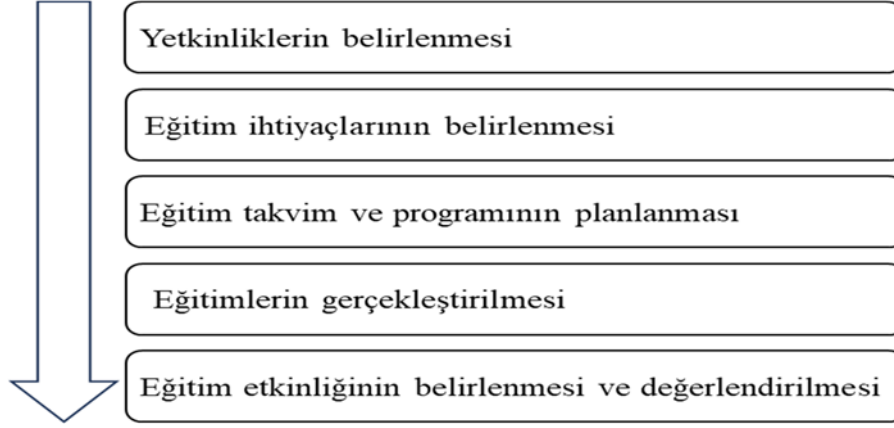 Yetkinliklerin belirlenmesi
Eğitim ihtiyaçlarının belirlenmesi
Eğitim takvim ve programının planlanması
Eğitimlerin gerçekleştirilmesi
Eğitim etkinliğinin belirlenmesi ve değerlendirilmesi